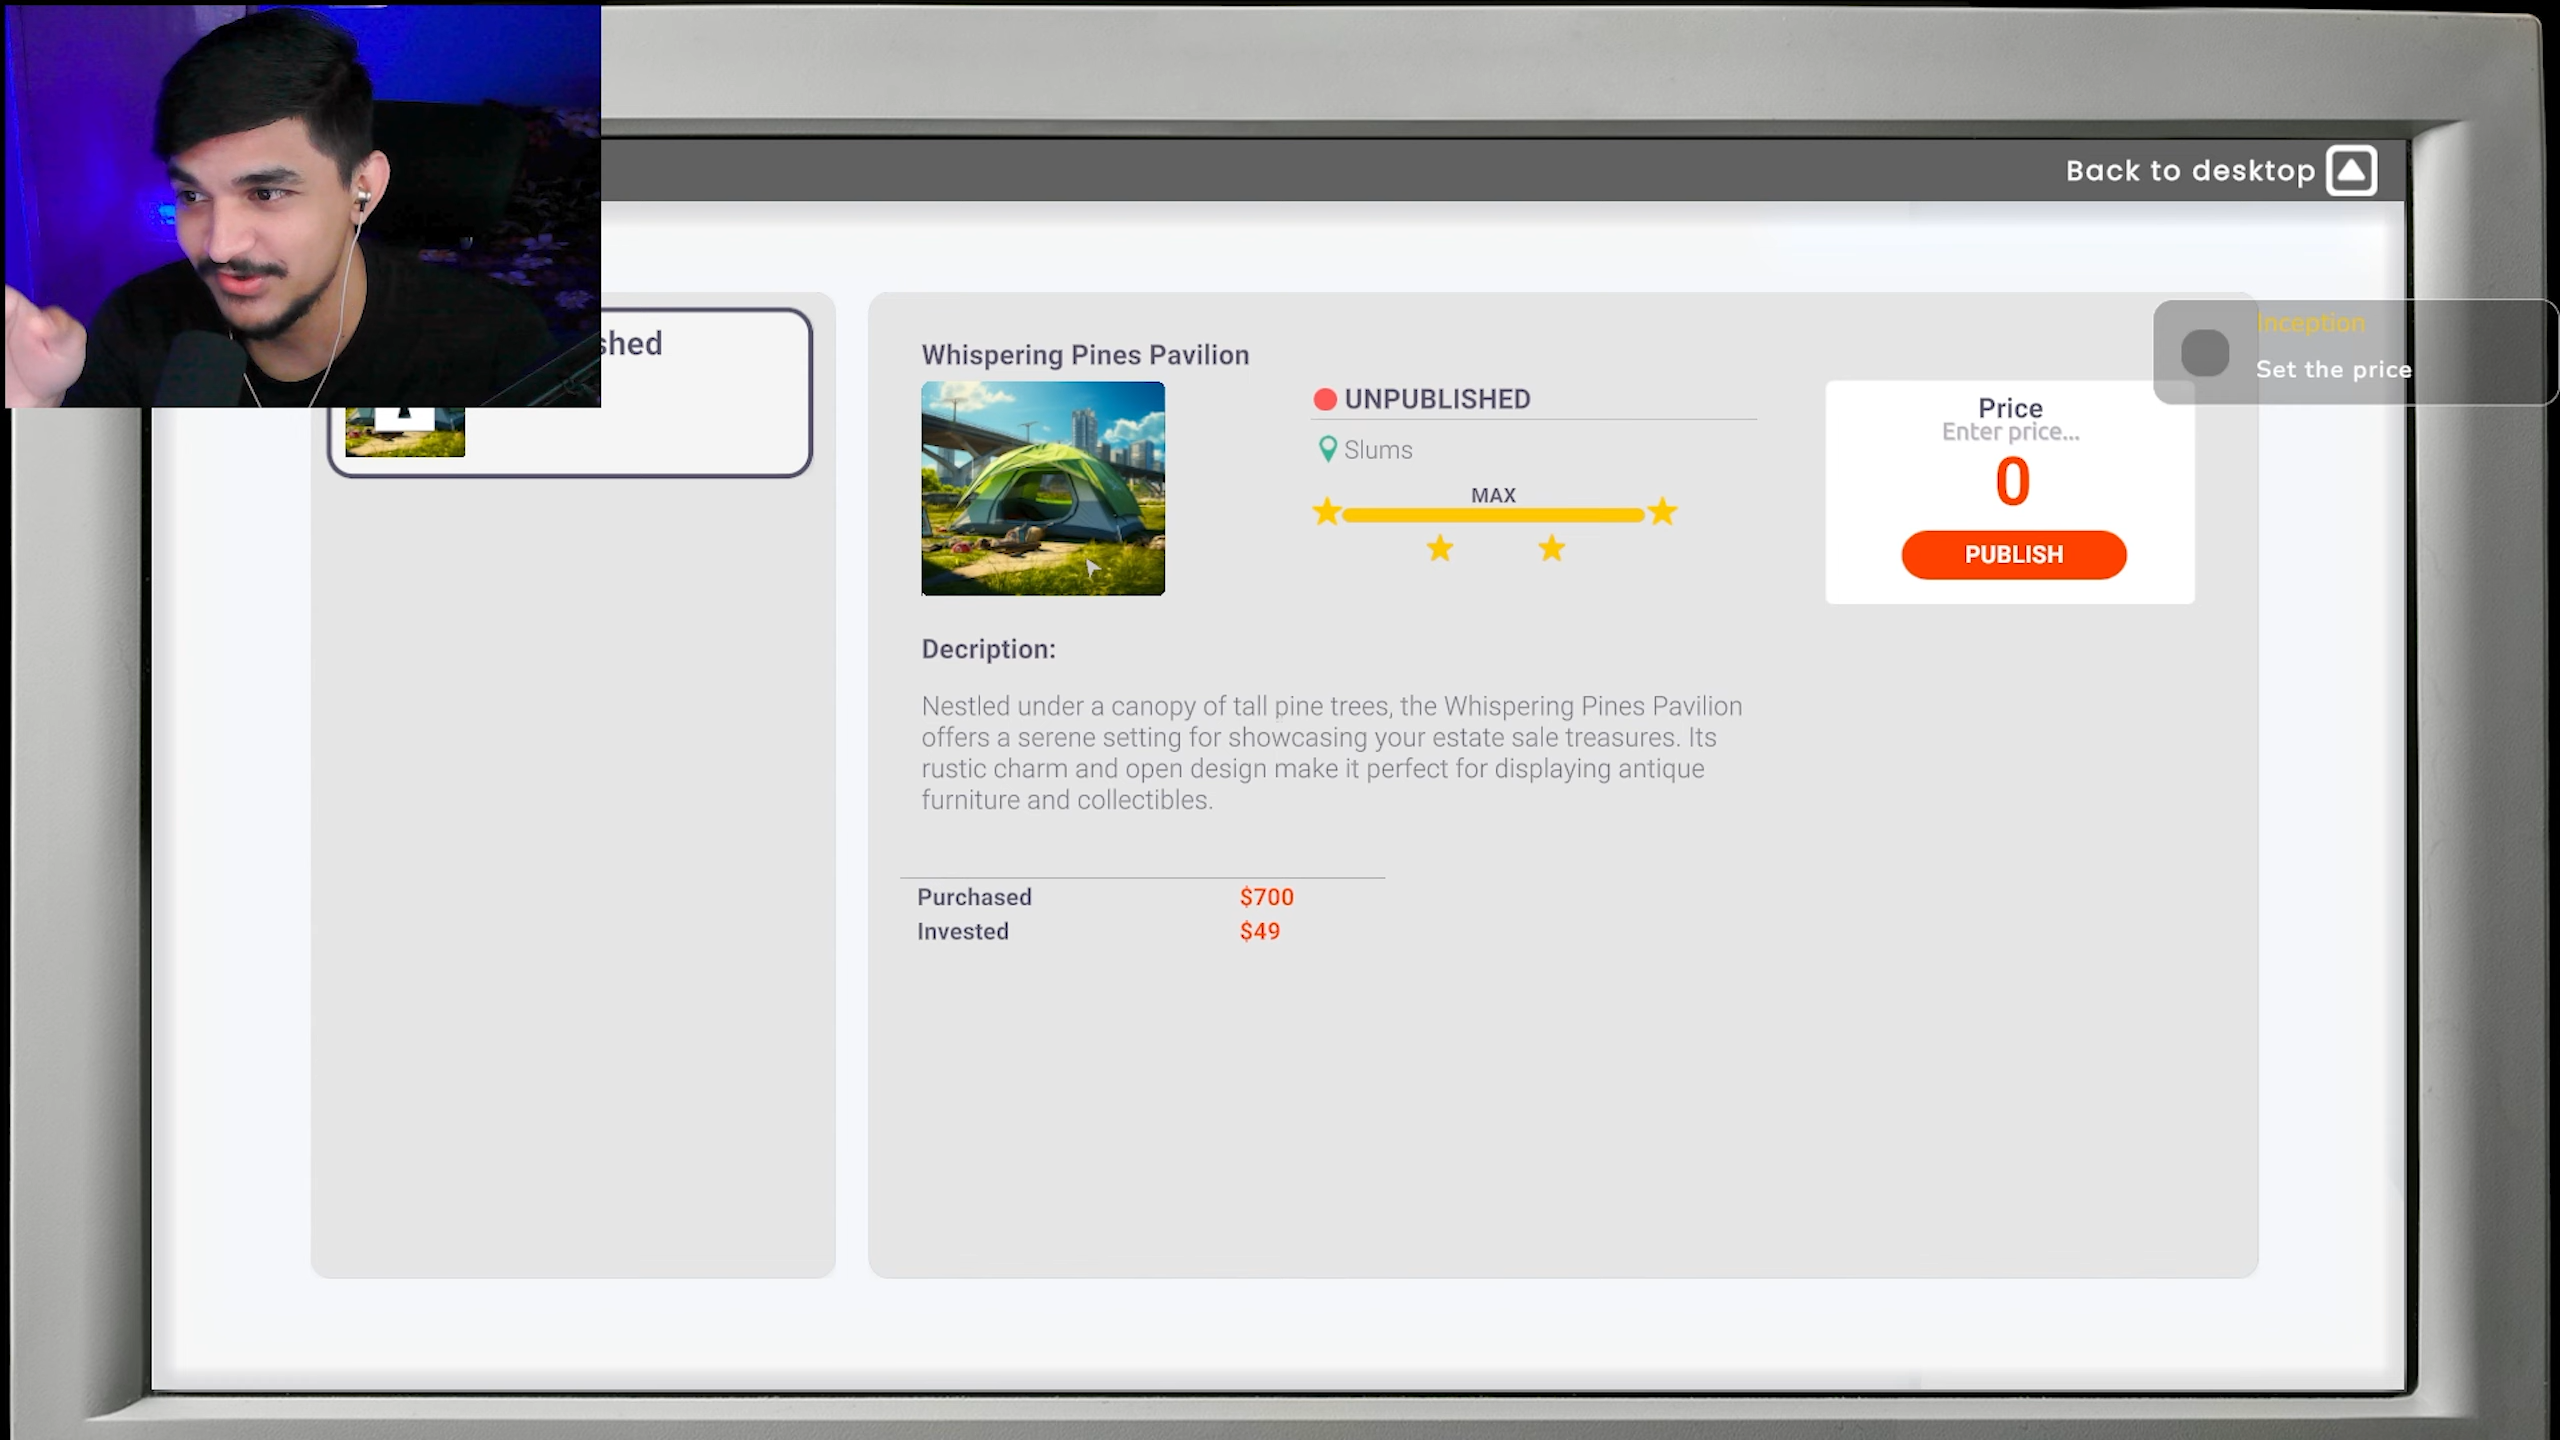 Back to desktop
shed
Inception
Set the price
Whispering Pines Pavilion
UNPUBLISHED
Slums
MAX
Price
Enter price...
0
PUBLISH
Decription:
Nestled under a canopy of tall pine trees, the Whispering Pines Pavilion
offers a serene setting for showcasing your estate sale treasures. Its
rustic charm and open design make it perfect for displaying antique
furniture and collectibles.
Purchased $700
Invested $49